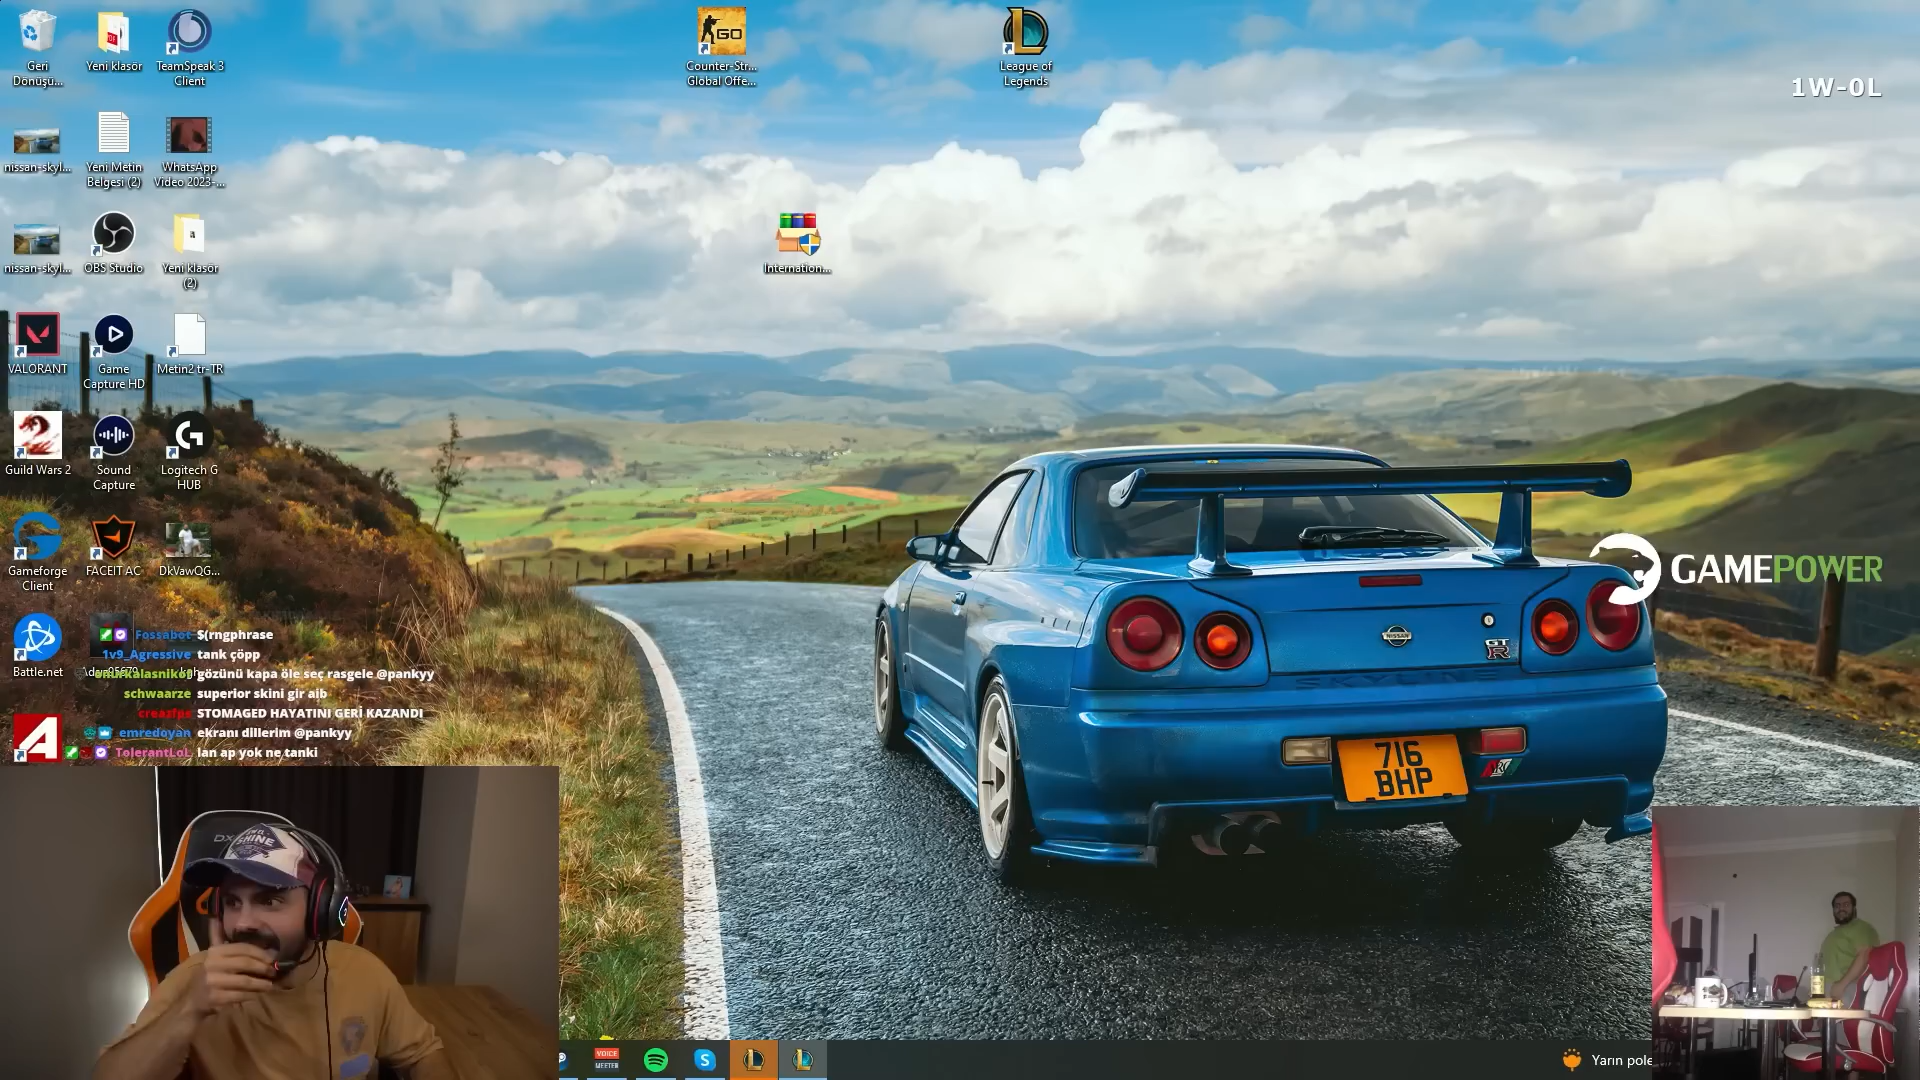 Geri
Dönüşü...
Yeni klasör
TeamSpeak 3
Client
Counter-Str...
Global Offe...
GO
League of
Legends
1W-0L
nissan-skyl...
Yeni Metin
Belgesi (2)
WhatsApp
Video 2023-...
nissan-skyl...
OBS Studio
Yeni klasör
(2)
Internation...
VALORANT
Game
Capture HD
Metin2 tr-TR
Guild Wars 2
Sound
Capture
Logitech G
HUB
Gameforge
Client
FACEIT AC
DkVawQG...
GAMEPOWER
Battle.net
Fossabot $(rngphrase
1v9_Agressive tank çöpp
gözünü kapa öle seç rasgele @pankyy
schwarze superior skini gir aib
creazfps STOMAGED HAYATINI GERİ KAZANDI
emredoyan ekranı dillerim @pankyy
TolerantLoL lan ap yok ne tanki
NISSAN
GT
R
SKYLINE
716
BHP
VOICE
MEETER
Yarın pole